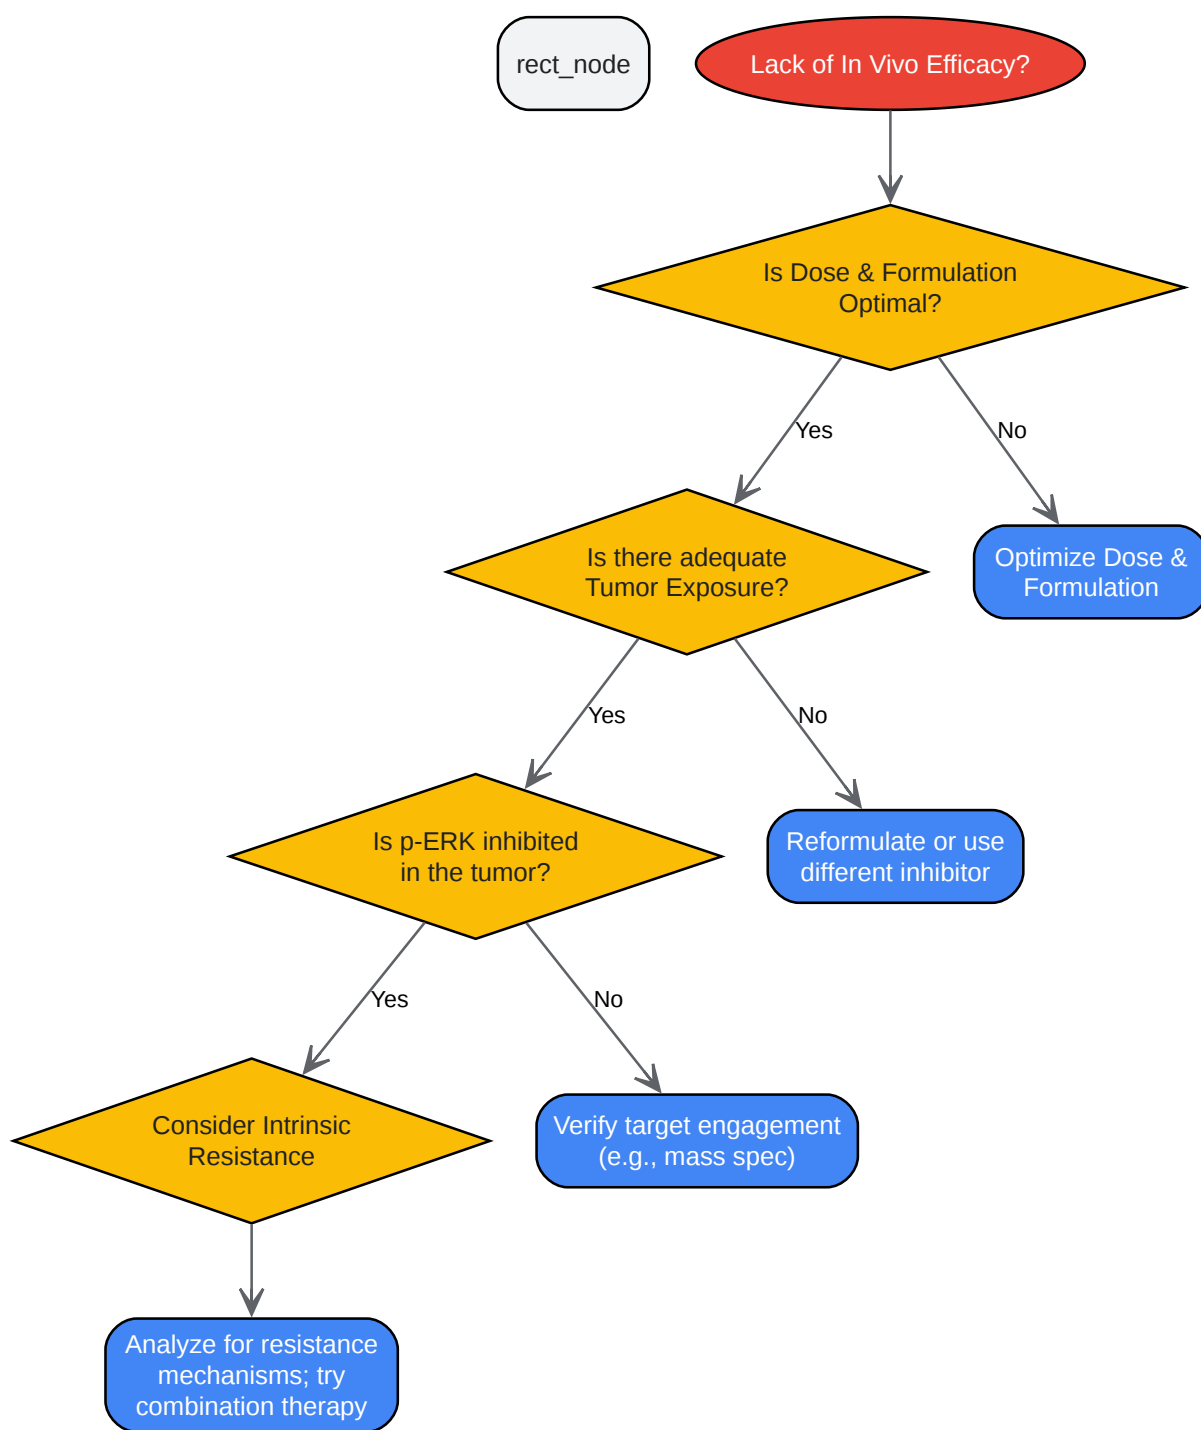 rect_node
Lack of In Vivo Efficacy?
Is Dose & Formulation
Optimal?
Yes
No
Is there adequate
Tumor Exposure?
Optimize Dose &
Formulation
Yes
No
Is p-ERK inhibited
in the tumor?
Reformulate or use
different inhibitor
Yes
No
Consider Intrinsic
Resistance
Verify target engagement
(e.g., mass spec)
Analyze for resistance
mechanisms; try
combination therapy